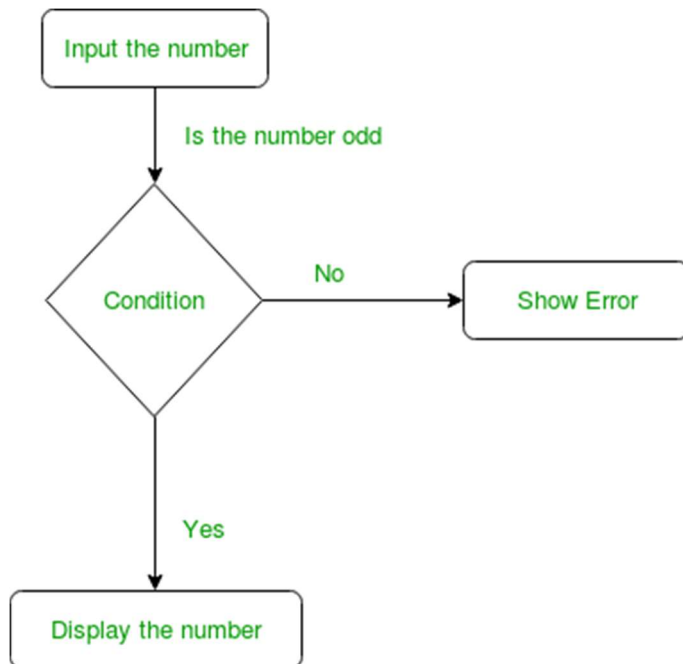 Input the number
Is the number odd
Condition
No
Show Error
Yes
Display the number